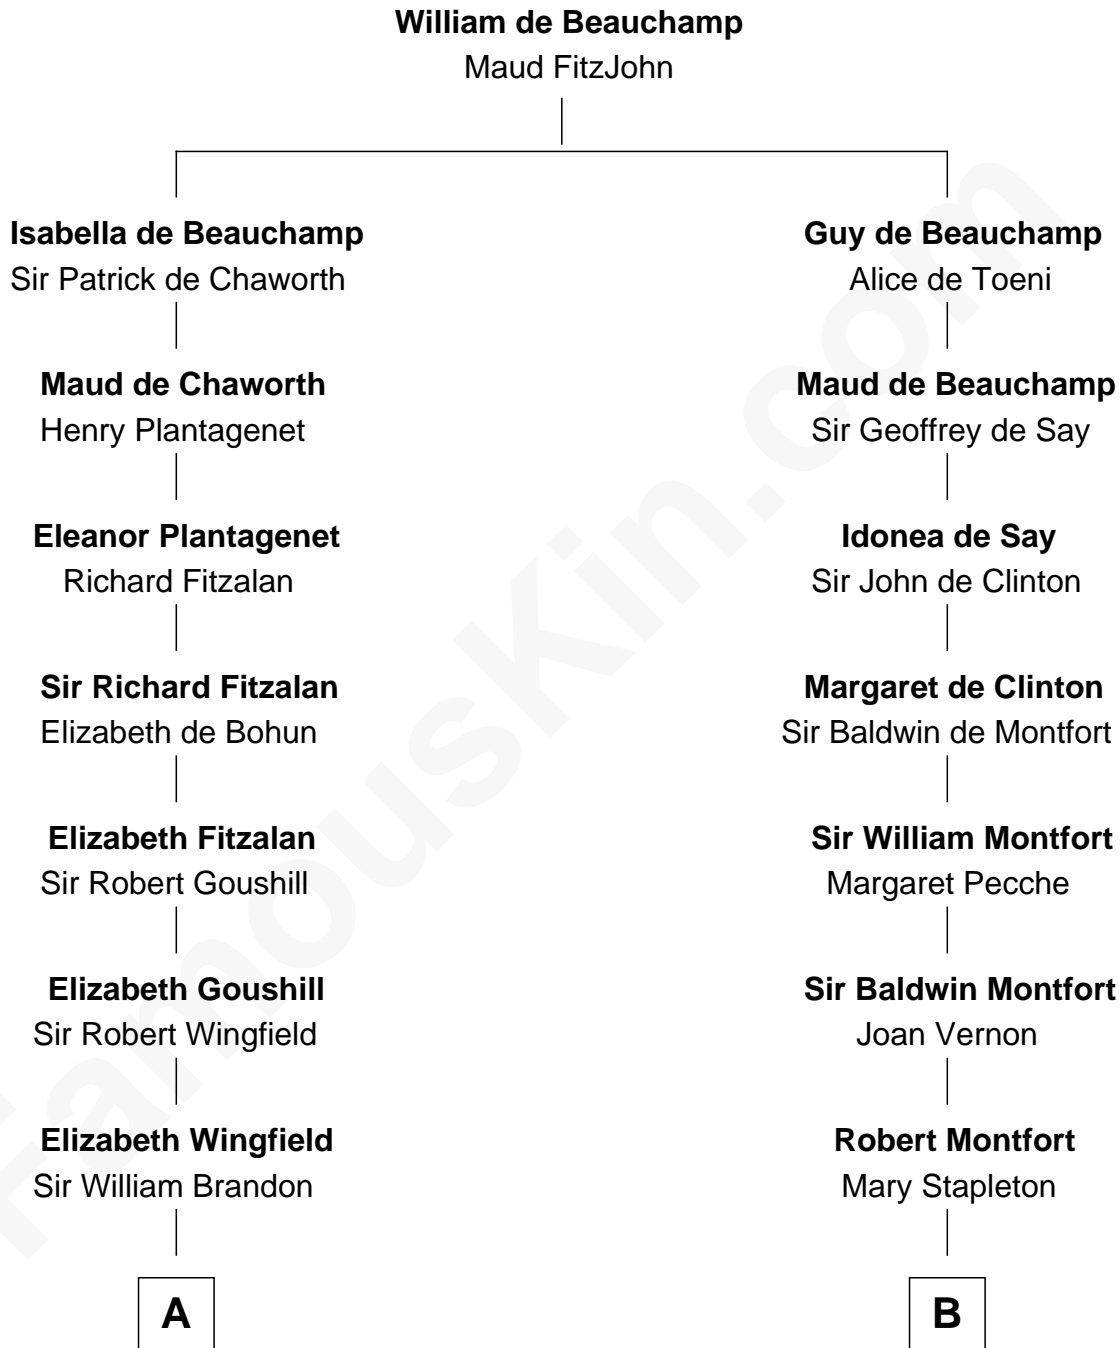 William de Beauchamp
Maud FitzJohn
Isabella de Beauchamp
Sir Patrick de Chaworth
Guy de Beauchamp
Alice de Toeni
Maud de Chaworth
Henry Plantagenet
Maud de Beauchamp
Sir Geoffrey de Say
Eleanor Plantagenet
Richard Fitzalan
Idonea de Say
Sir John de Clinton
Sir Richard Fitzalan
Elizabeth de Bohun
Margaret de Clinton
Sir Baldwin de Montfort
Elizabeth Fitzalan
Sir Robert Goushill
Sir William Montfort
Margaret Pecche
Elizabeth Goushill
Sir Robert Wingfield
Sir Baldwin Montfort
Joan Vernon
Elizabeth Wingfield
Sir William Brandon
Robert Montfort
Mary Stapleton
A
B
FamousKin.com